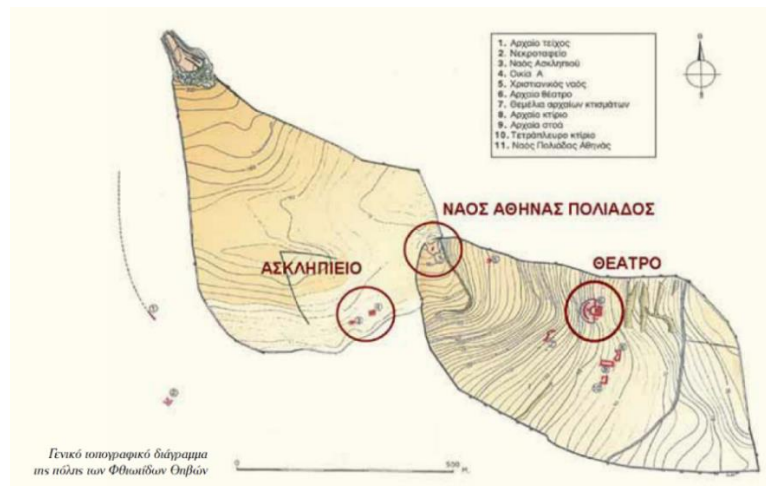 1. Αρχαίο τείχος
2. Νεκροταφείο
3. Ναός Ασκληπιού
4. Οικία Α
5. Χριστιανικός ναός
6. Αρχαίο θέατρο
7. Θεμέλια αρχαίων κτισμάτων
8. Αρχαίο κτίριο
9. Αρχαία στοά
10. Τετράπλευρο κτίριο
11. Ναός Πολιάδας Αθηνάς
ΝΑΟΣ ΑΘΗΝΑΣ ΠΟΛΙΑΔΟΣ
ΑΣΚΛΗΠΙΕΙΟ
ΘΕΑΤΡΟ
Γενικό τοπογραφικό διάγραμμα
της πόλης των Φθιωτίδων Θηβών
0 500 Μ.